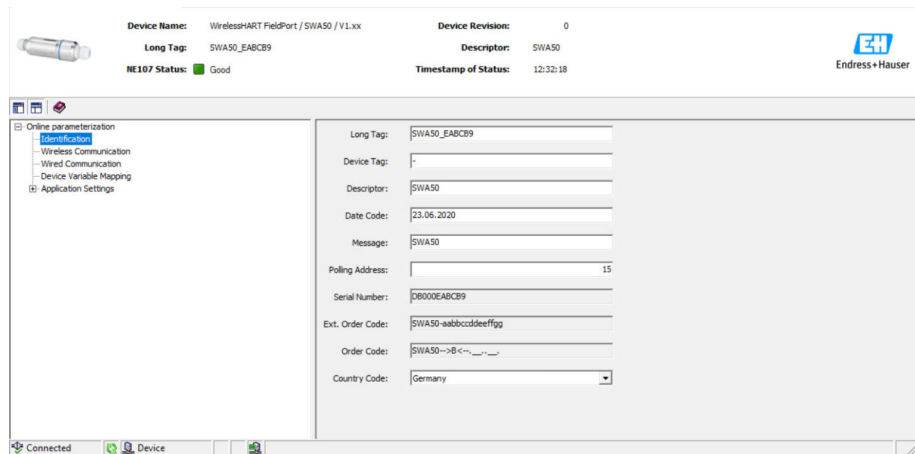 Device Name: WirelessHART FieldPort / SWA50 / V1.xx Device Revision: 0
Long Tag: SWA50_EABCB9 Descriptor: SWA50
NE107 Status: Good Timestamp of Status: 12:32:18
EH
Endress+Hauser
Online parameterization
Identification
Wireless Communication
Wired Communication
Device Variable Mapping
Application Settings
Long Tag: SWA50_EABCB9
Device Tag: -
Descriptor: SWA50
Date Code: 23.06.2020
Message: SWA50
Polling Address: 15
Serial Number: DB000EABCB9
Ext. Order Code: SWA50-aabbccddeeffgg
Order Code: SWA50-->B<--.__.._.
Country Code: Germany
Connected Device